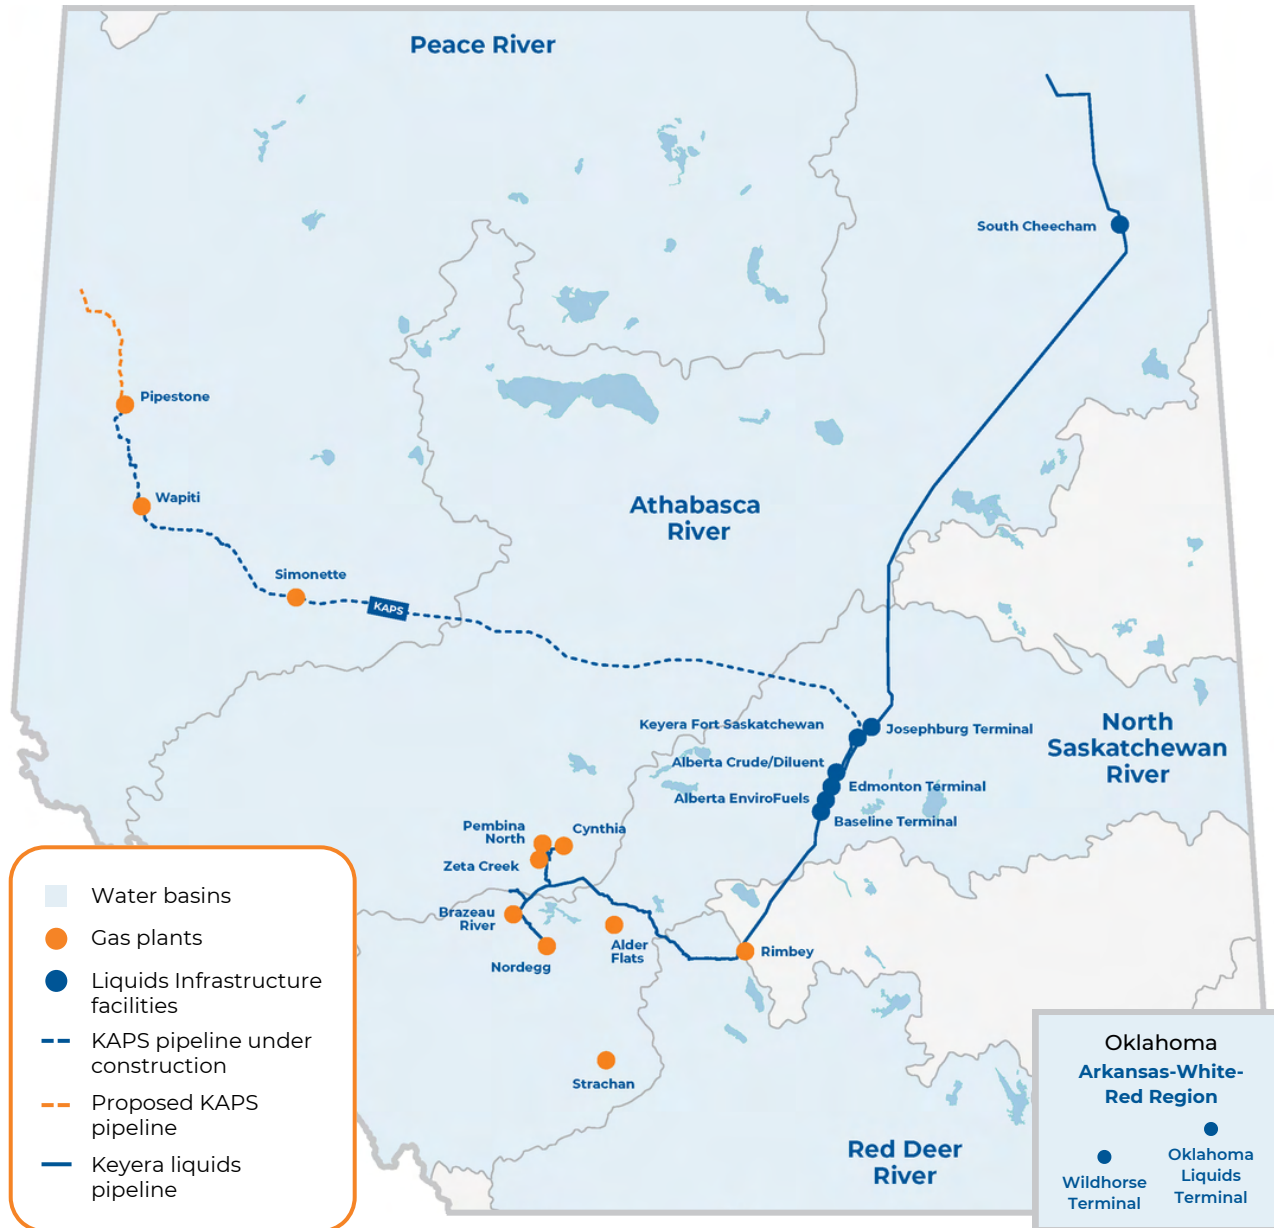 Peace River
South Cheecham
Pipestone
Wapiti
Athabasca
River
Simonette
KAPS
Keyera Fort Saskatchewan
Josephburg Terminal
North
Saskatchewan
River
Alberta Crude/Diluent
Edmonton Terminal
Alberta EnviroFuels
Baseline Terminal
Pembina
North
Cynthia
Zeta Creek
Brazeau
River
Nordegg
Alder
Flats
Rimbey
Strachan
Red Deer
River
Water basins
Gas plants
Liquids Infrastructure
facilities
KAPS pipeline under
construction
Proposed KAPS
pipeline
Keyera liquids
pipeline
Oklahoma
Arkansas-White-
Red Region
Wildhorse
Terminal
Oklahoma
Liquids
Terminal